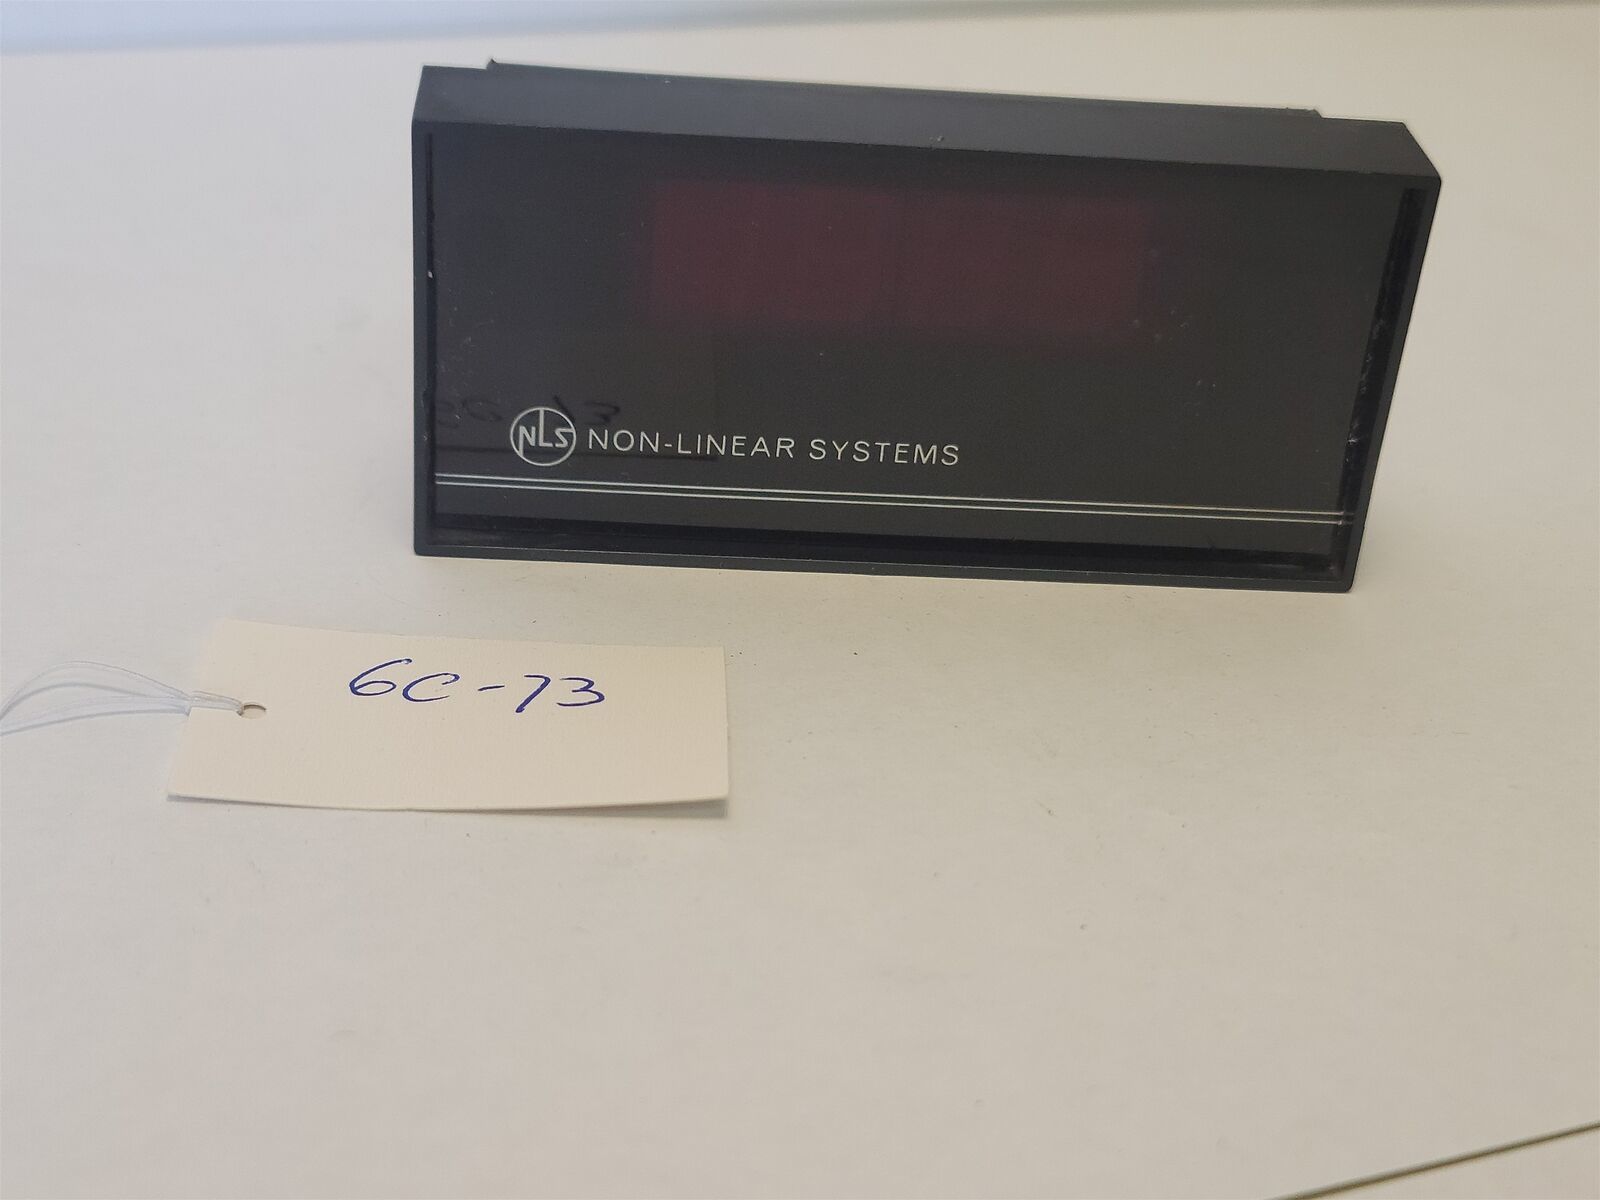 NLS NON-LINEAR SYSTEMS
6C-73